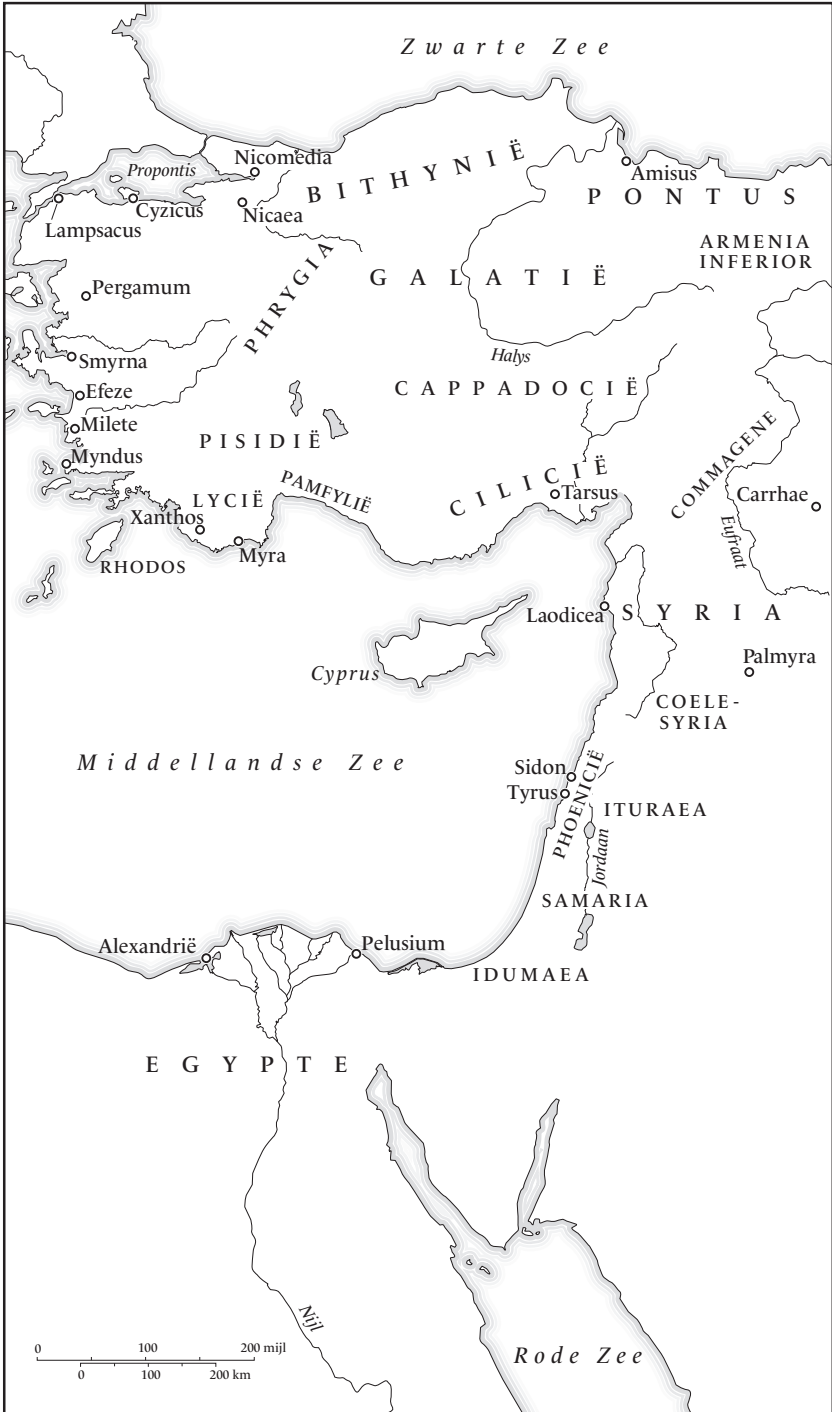 Zwarte Zee
Propontis
Nicomedia
BITHYNIË
Amisus
Lampsacus
Cyzicus
Nicaea
PONTUS
ARMENIA
INFERIOR
Pergamum
PHRYGIA
GALATIË
Smyrna
Halys
Efeze
CAPPADOCIË
Milete
PISIDIË
Myndus
COMMAGENE
LYCIË
PAMFYLIË
CILICIË
Tarsus
Carrhae
Xanthos
Eufraat
Myra
RHODOS
Laodicea
SYRIA
Cyprus
Palmyra
COELE-
SYRIA
Middellandse Zee
Sidon
Tyrus
PHOENICIË
ITURAEA
Jordaan
SAMARIA
Alexandrië
Pelusium
IDUMAEA
EGYPTE
Nijl
Rode Zee
0 100 200 mijl
0 100 200 km